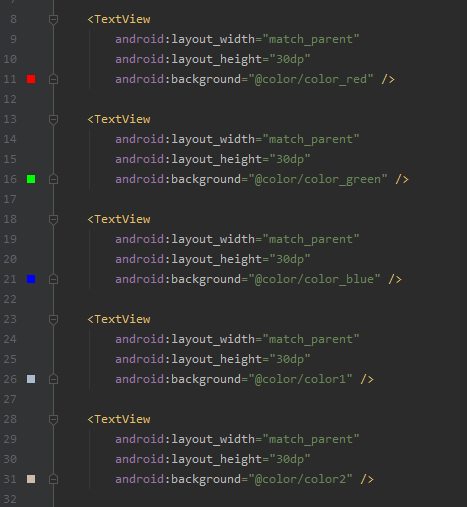 8 <TextView
9 android:layout_width="match_parent"
10 android:layout_height="30dp"
11 android:background="@color/color_red" />
12
13 <TextView
14 android:layout_width="match_parent"
15 android:layout_height="30dp"
16 android:background="@color/color_green" />
17
18 <TextView
19 android:layout_width="match_parent"
20 android:layout_height="30dp"
21 android:background="@color/color_blue" />
22
23 <TextView
24 android:layout_width="match_parent"
25 android:layout_height="30dp"
26 android:background="@color/color1" />
27
28 <TextView
29 android:layout_width="match_parent"
30 android:layout_height="30dp"
31 android:background="@color/color2" />
32